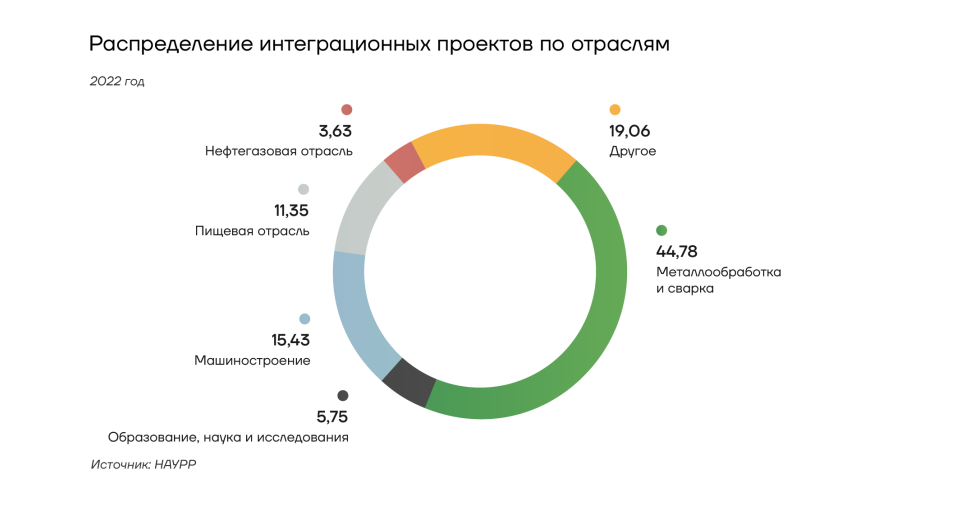 Распределение интеграционных проектов по отраслям
2022 год
3,63
Нефтегазовая отрасль
19,06
Другое
11,35
Пищевая отрасль
44,78
Металлообработка
и сварка
15,43
Машиностроение
5,75
Образование, наука и исследования
Источник: НАУРР